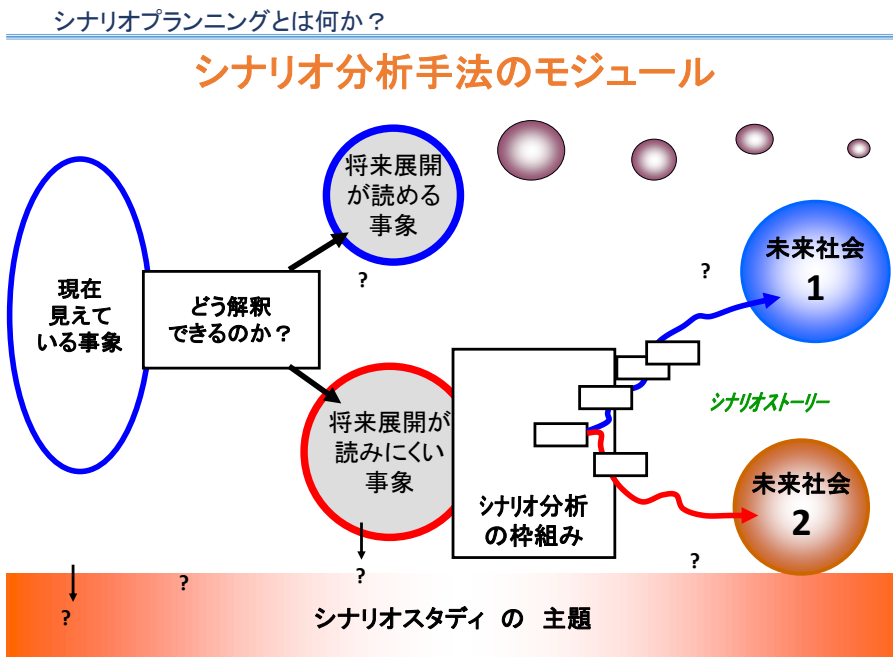 シナリオプランニングとは何か？
シナリオ分析手法のモジュール
将来展開
が読める
事象
?
現在
見えて
いる事象
どう解釈
できるのか？
将来展開が
読みにくい
事象
シナリオ分析
の枠組み
?
未来社会
1
シナリオストーリー
未来社会
2
?
?
?
?
シナリオスタディ の 主題